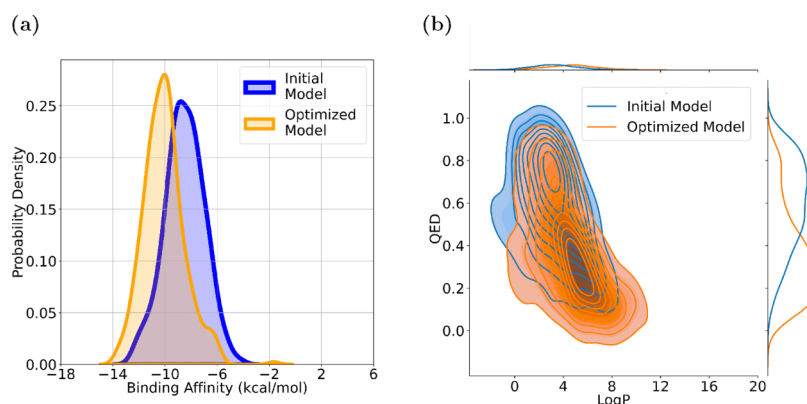 (a)
Initial
Model
Optimized
Model
0.25
0.20
0.15
0.10
0.05
0.00
Probability Density
-18
-14
-10
-6
-2
2
6
Binding Affinity (kcal/mol)
(b)
Initial Model
Optimized Model
1.0
0.8
0.6
0.4
0.2
0.0
QED
0
4
8
12
16
20
LogP